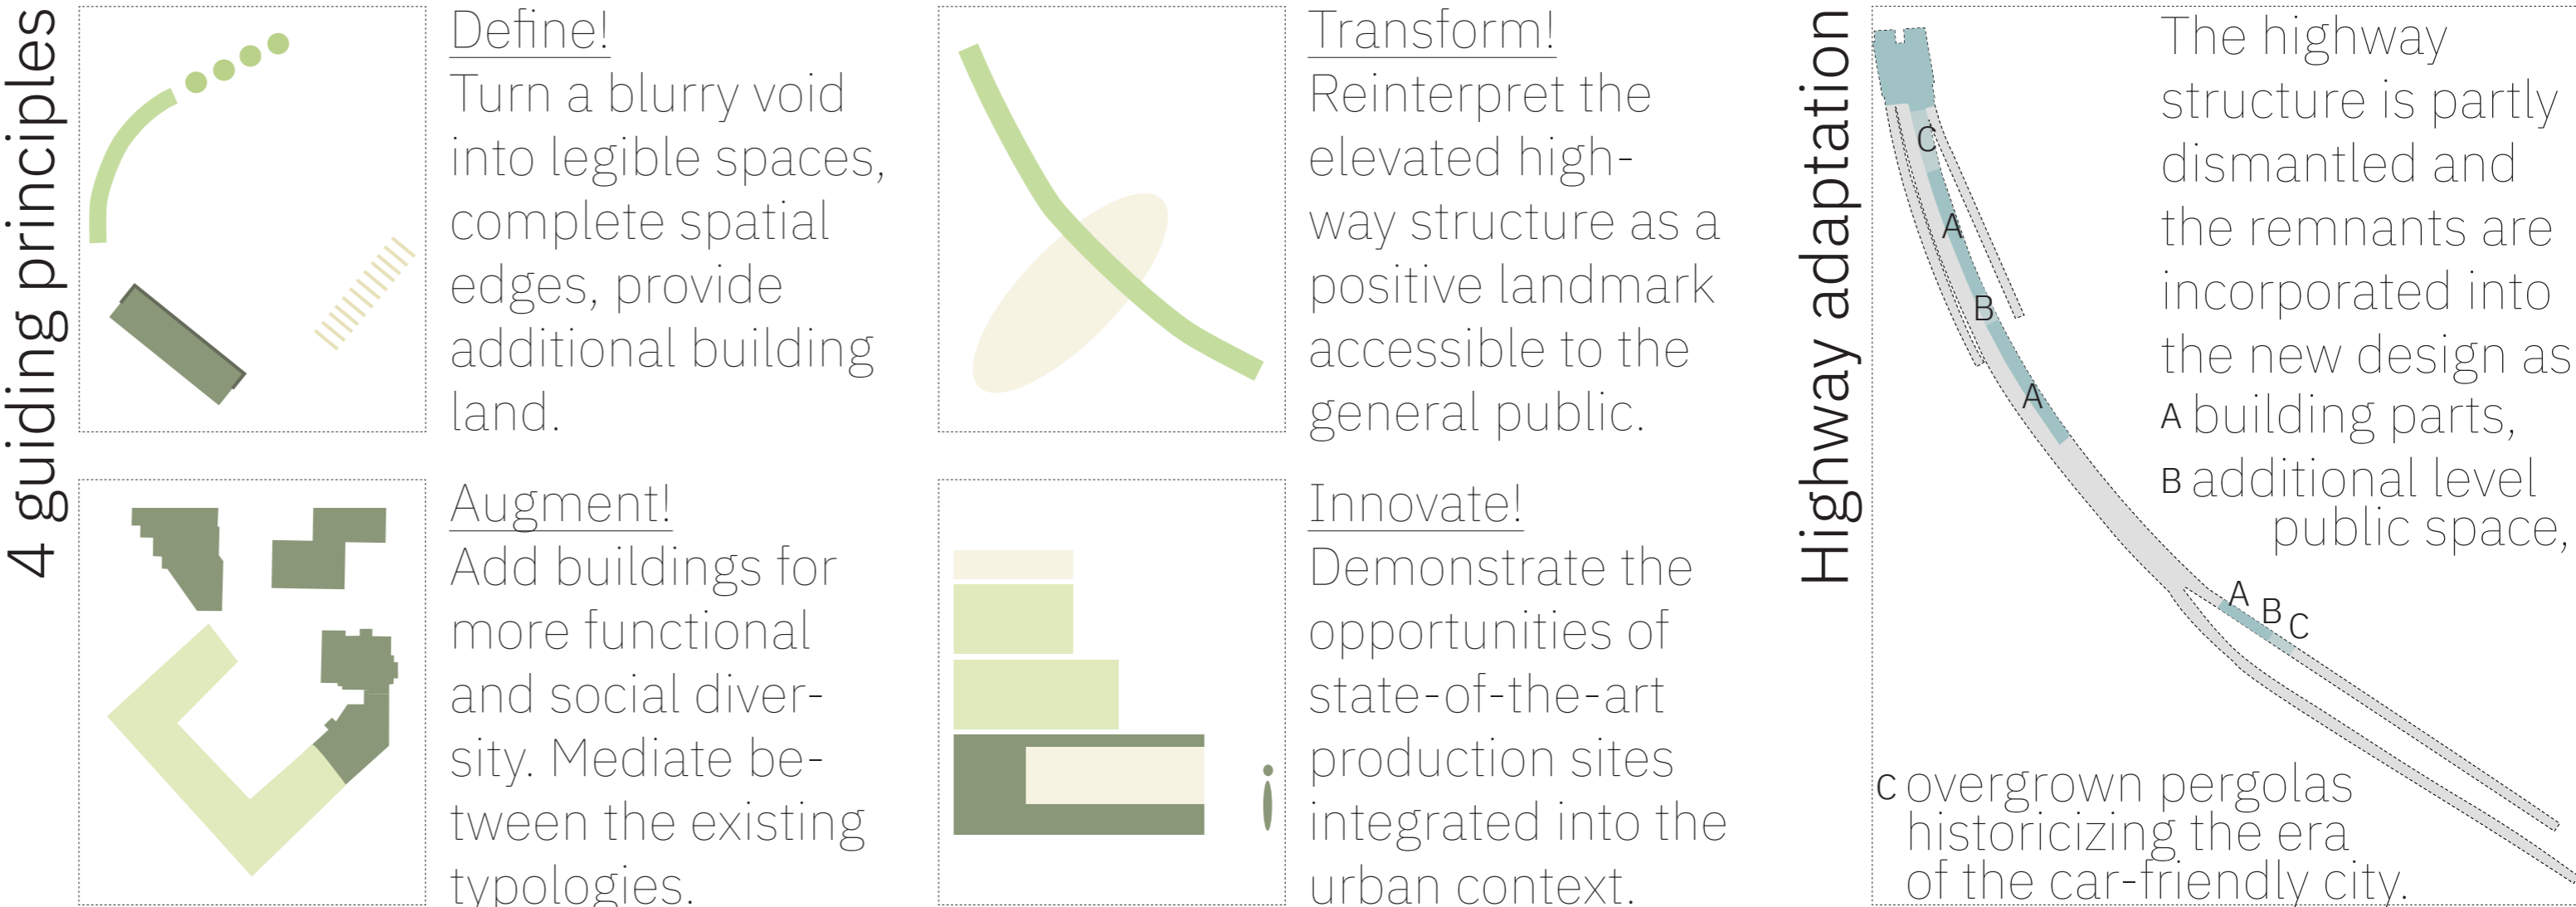 4 guiding principles
Define!
Turn a blurry void
into legible spaces,
complete spatial
edges, provide
additional building
land.
Transform!
Reinterpret the
elevated high-
way structure as a
positive landmark
accessible to the
general public.
Augment!
Add buildings for
more functional
and social diver-
sity. Mediate be-
tween the existing
typologies.
Innovate!
Demonstrate the
opportunities of
state-of-the-art
production sites
integrated into the
urban context.
Highway adaptation
The highway
structure is partly
dismantled and
the remnants are
incorporated into
the new design as
A building parts,
B additional level
public space,
C
A
B
A
A B C
C overgrown pergolas
historicizing the era
of the car-friendly city.